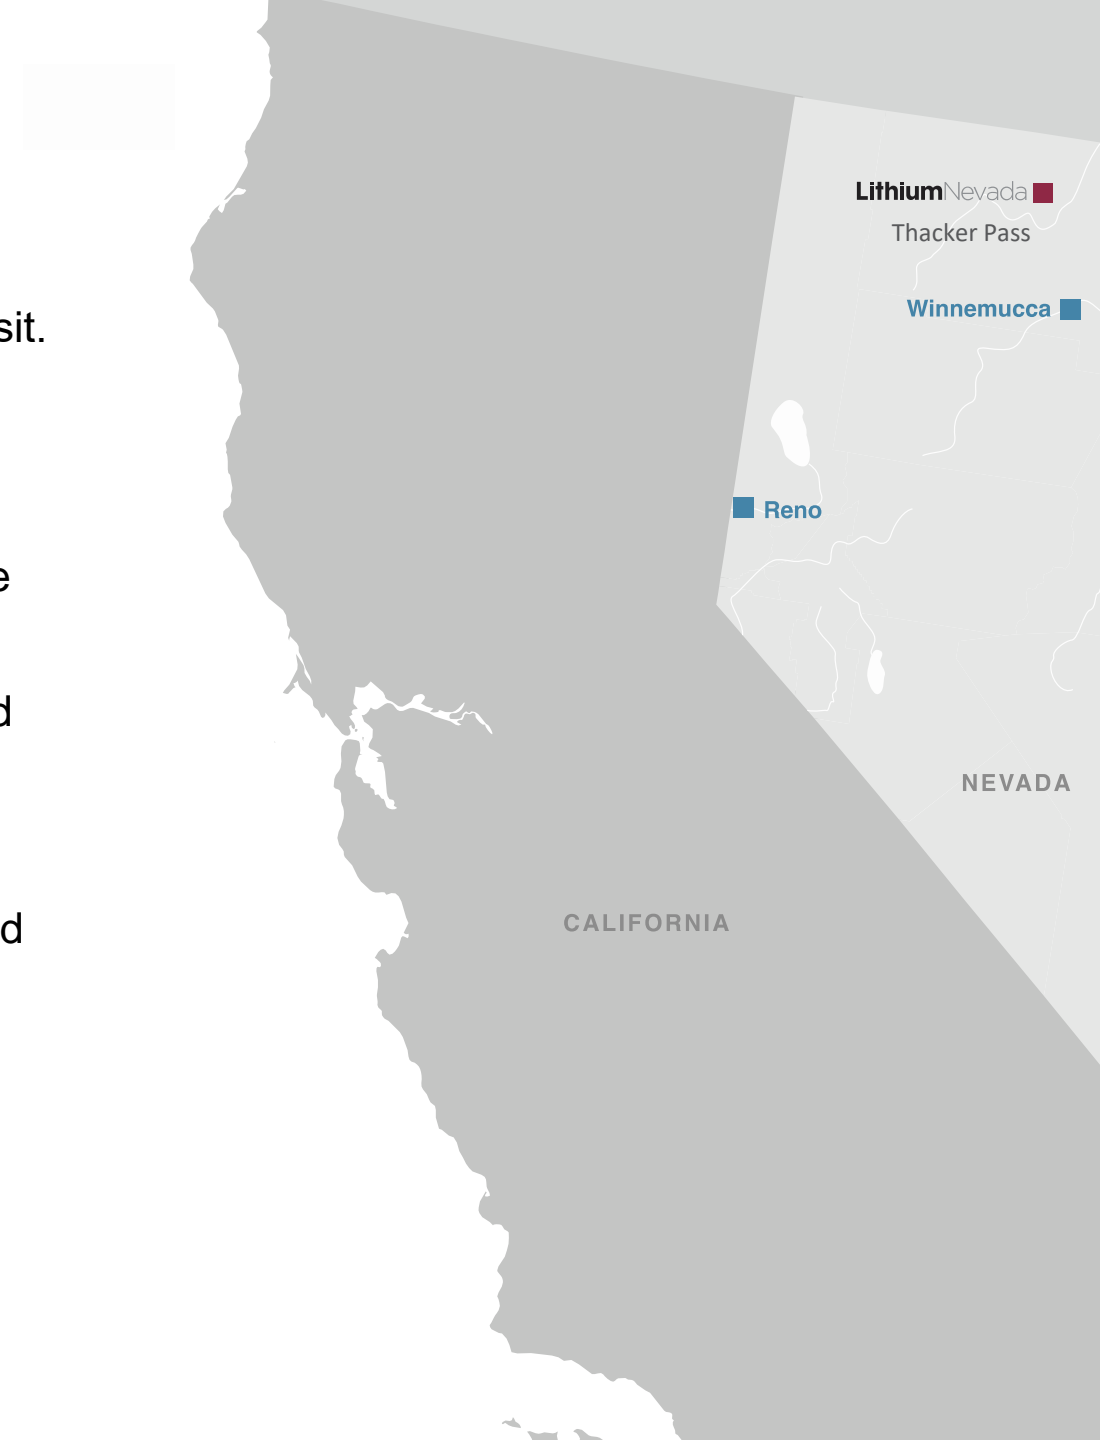 LithiumNevada
Thacker Pass
Winnemucca
sit.
Reno
e
d
NEVADA
CALIFORNIA
d